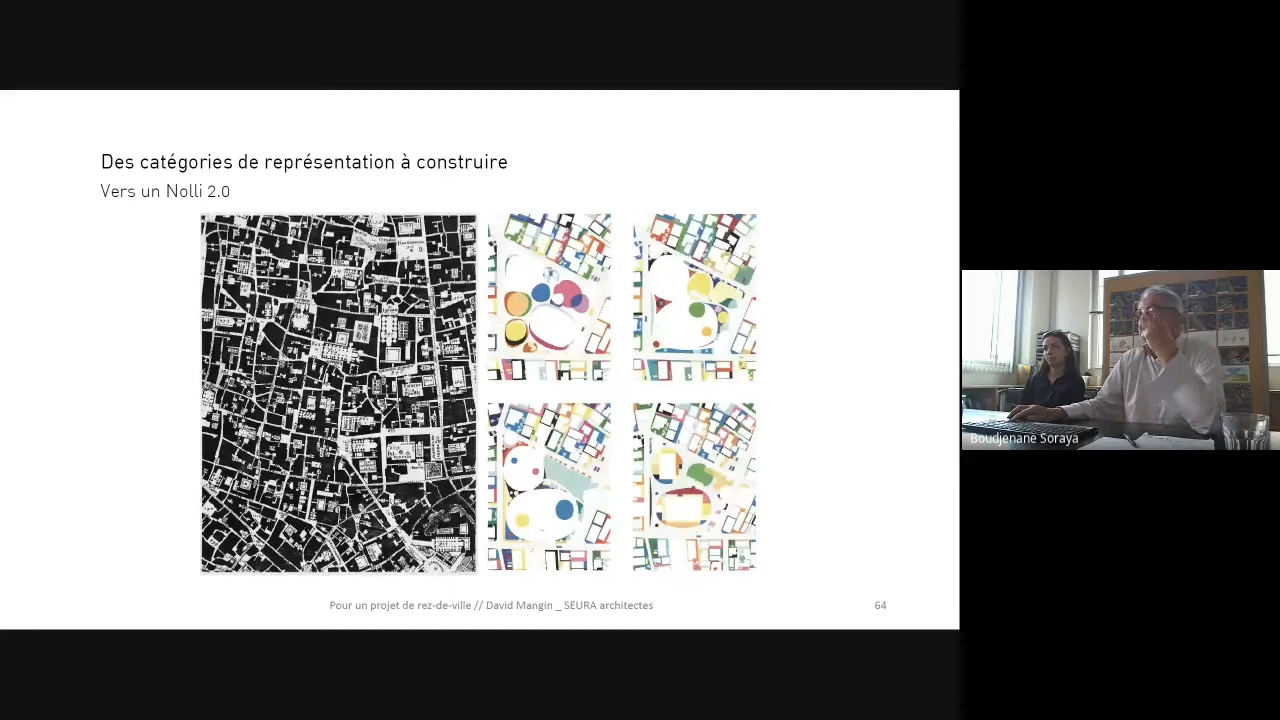 Des catégories de représentation à construire
Vers un Nolli 2.0
Pour un projet de rez-de-ville // David Mangin _ SEURA architectes
64
Boudjenane Soraya